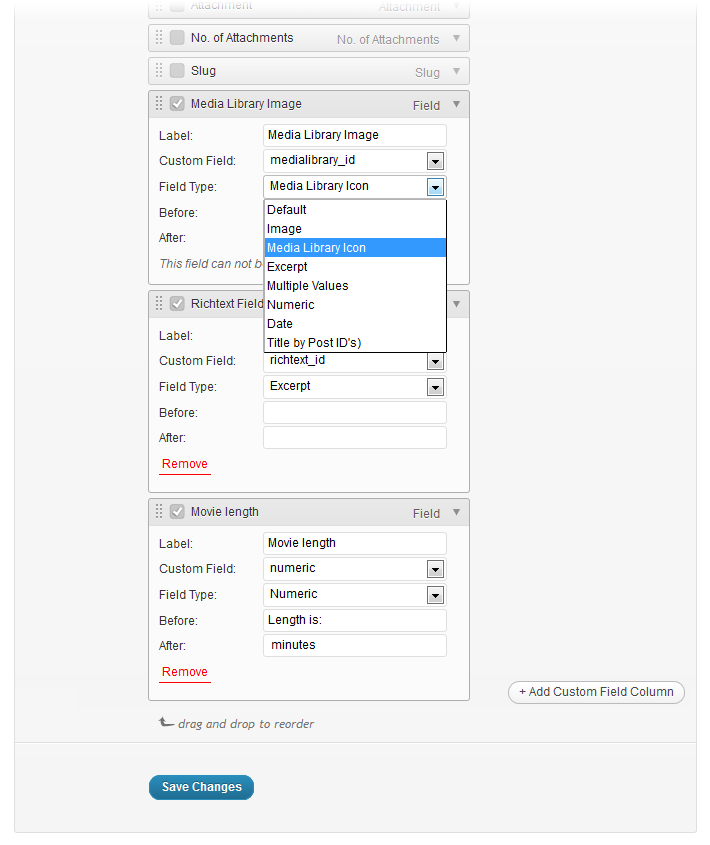 Attachment Attachment
No. of Attachments No. of Attachments
Slug Slug
Media Library Image Field
Label: Media Library Image
Custom Field: medialibrary_id
Field Type: Media Library Icon
Before: Default
Image
After: Media Library Icon
This field can not b Excerpt
Multiple Values
Richtext Field Numeric
Date
Label: Title by Post ID's)
Custom Field: richtext_id
Field Type: Excerpt
Before:
After:
Remove
Movie length Field
Label: Movie length
Custom Field: numeric
Field Type: Numeric
Before: Length is:
After: minutes
Remove
+ Add Custom Field Column
drag and drop to reorder
Save Changes